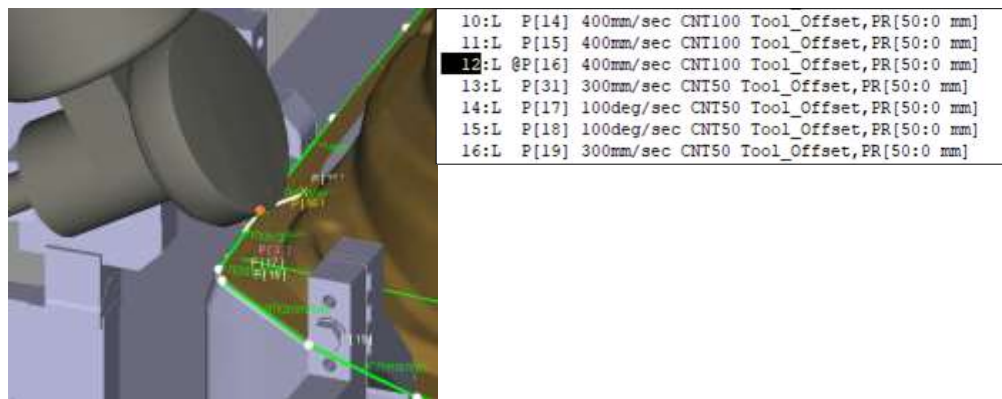 10:L P[14] 400mm/sec CNT100 Tool_Offset,PR[50:0 mm]
11:L P[15] 400mm/sec CNT100 Tool_Offset,PR[50:0 mm]
12:L @P[16] 400mm/sec CNT100 Tool_Offset,PR[50:0 mm]
13:L P[31] 300mm/sec CNT50 Tool_Offset,PR[50:0 mm]
14:L P[17] 100deg/sec CNT50 Tool_Offset,PR[50:0 mm]
15:L P[18] 100deg/sec CNT50 Tool_Offset,PR[50:0 mm]
16:L P[19] 300mm/sec CNT50 Tool_Offset,PR[50:0 mm]
P[16]
P[17]
P[18]